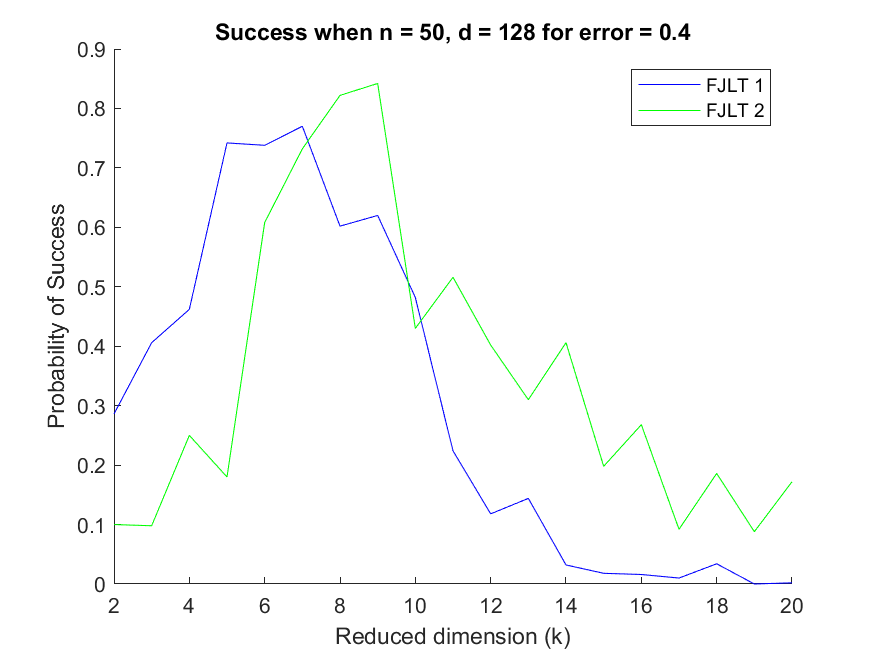 Success when n = 50, d = 128 for error = 0.4
FJLT 1
FJLT 2
0.9
0.8
0.7
0.6
0.5
0.4
0.3
0.2
0.1
0
Probability of Success
2 4 6 8 10 12 14 16 18 20
Reduced dimension (k)